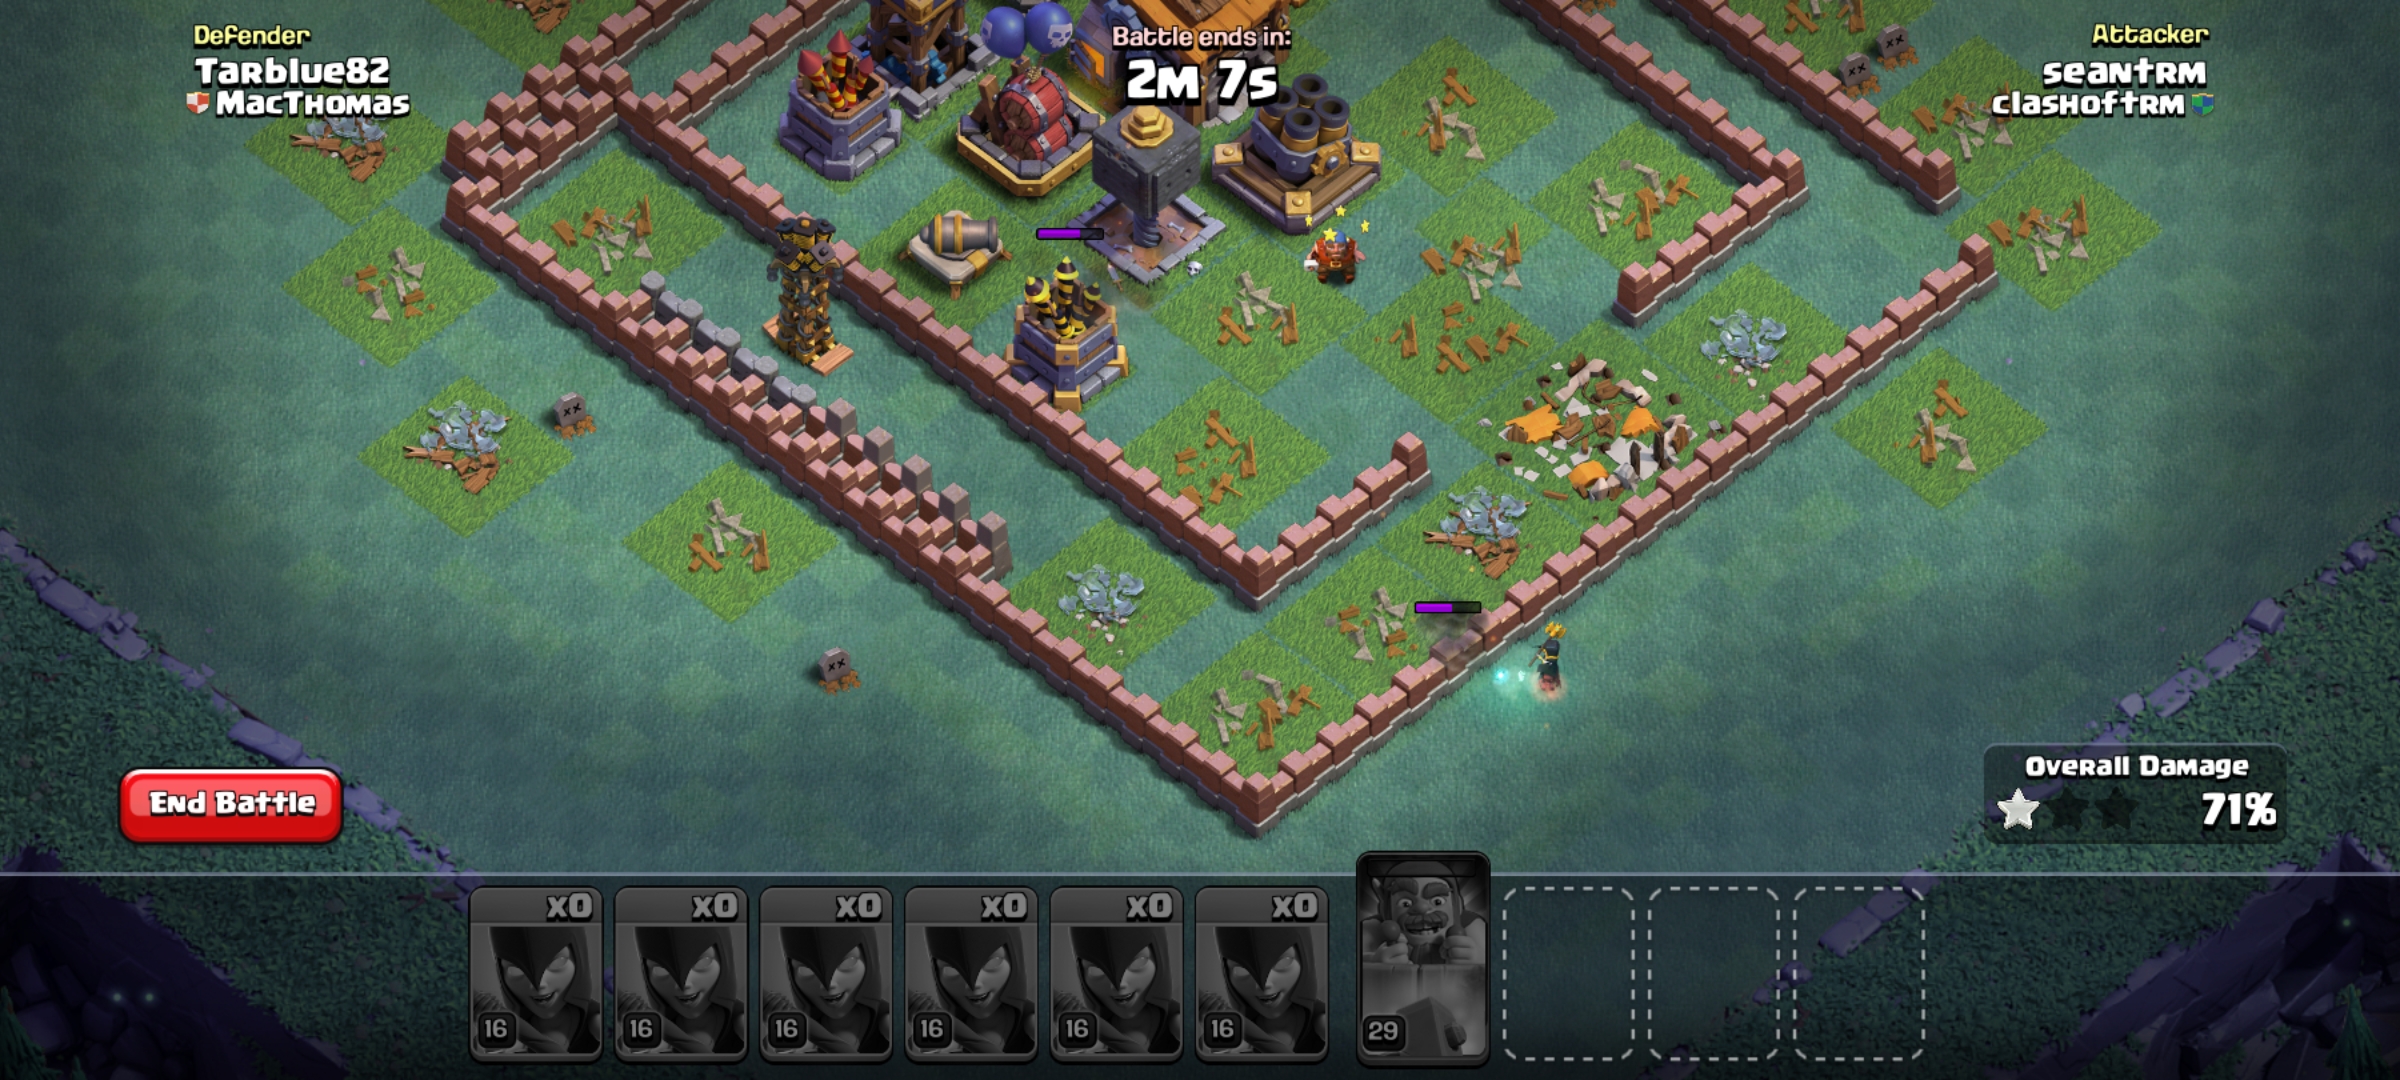 Defender
Tarblue82
MacThomas
Battle ends in:
2m 7s
Attacker
seantrm
clashoftrm
End Battle
Overall Damage
71%
x0
x0
x0
x0
x0
x0
16
16
16
16
16
16
29